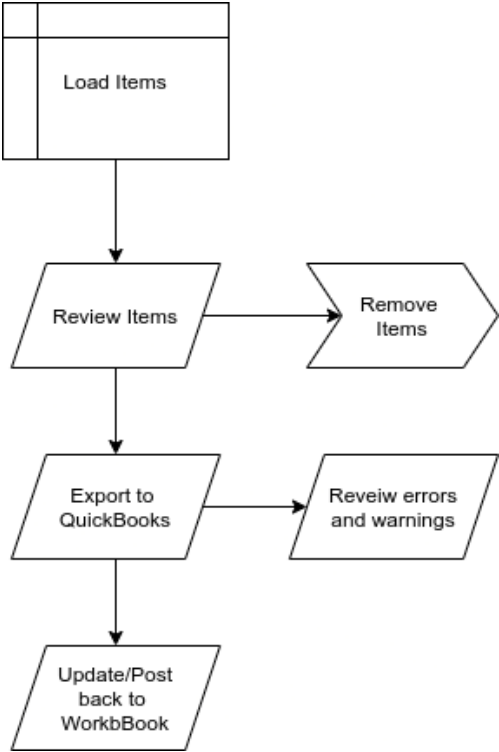 Load Items
Review Items
Remove
Items
Export to
QuickBooks
Reveiw errors
and warnings
Update/Post
back to
WorkbBook